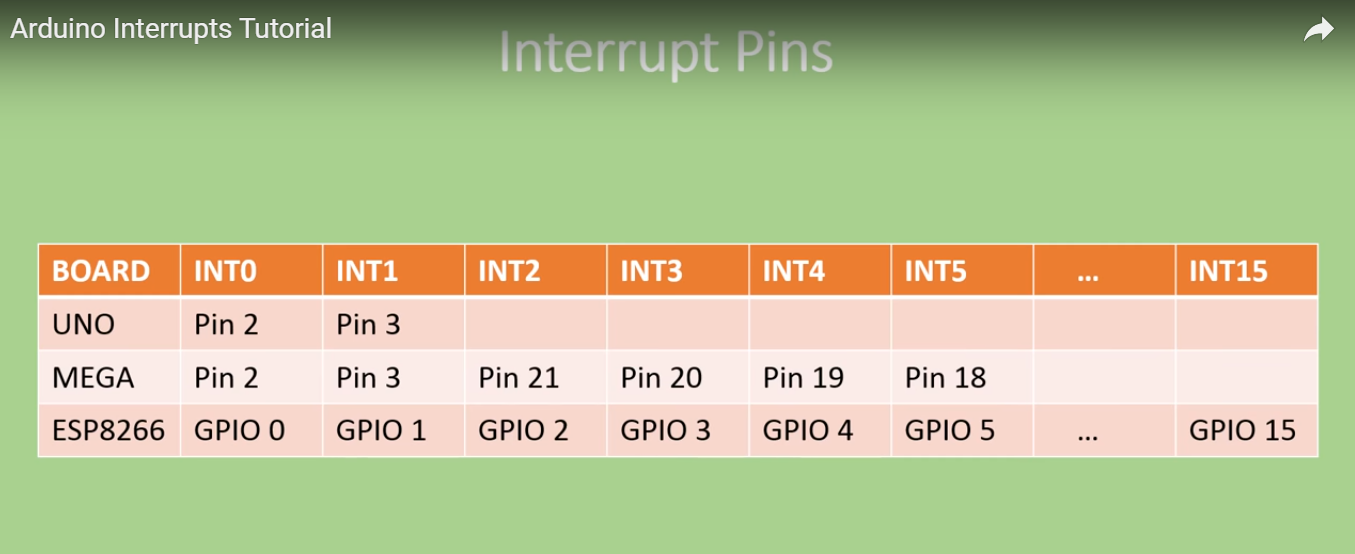 Arduino Interrupts Tutorial
Interrupt Pins
BOARD INT0 INT1 INT2 INT3 INT4 INT5 ... INT15
UNO Pin 2 Pin 3
MEGA Pin 2 Pin 3 Pin 21 Pin 20 Pin 19 Pin 18
ESP8266 GPIO 0 GPIO 1 GPIO 2 GPIO 3 GPIO 4 GPIO 5 ... GPIO 15